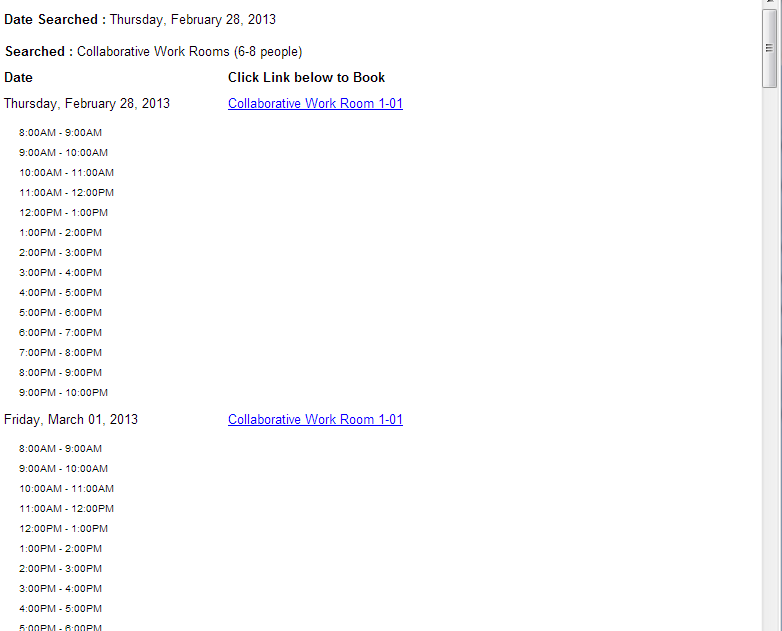 Date Searched : Thursday, February 28, 2013
Searched : Collaborative Work Rooms (6-8 people)
Date Click Link below to Book
Thursday, February 28, 2013 Collaborative Work Room 1-01
8:00AM - 9:00AM
9:00AM - 10:00AM
10:00AM - 11:00AM
11:00AM - 12:00PM
12:00PM - 1:00PM
1:00PM - 2:00PM
2:00PM - 3:00PM
3:00PM - 4:00PM
4:00PM - 5:00PM
5:00PM - 6:00PM
6:00PM - 7:00PM
7:00PM - 8:00PM
8:00PM - 9:00PM
9:00PM - 10:00PM
Friday, March 01, 2013 Collaborative Work Room 1-01
8:00AM - 9:00AM
9:00AM - 10:00AM
10:00AM - 11:00AM
11:00AM - 12:00PM
12:00PM - 1:00PM
1:00PM - 2:00PM
2:00PM - 3:00PM
3:00PM - 4:00PM
4:00PM - 5:00PM
5:00PM - 6:00PM